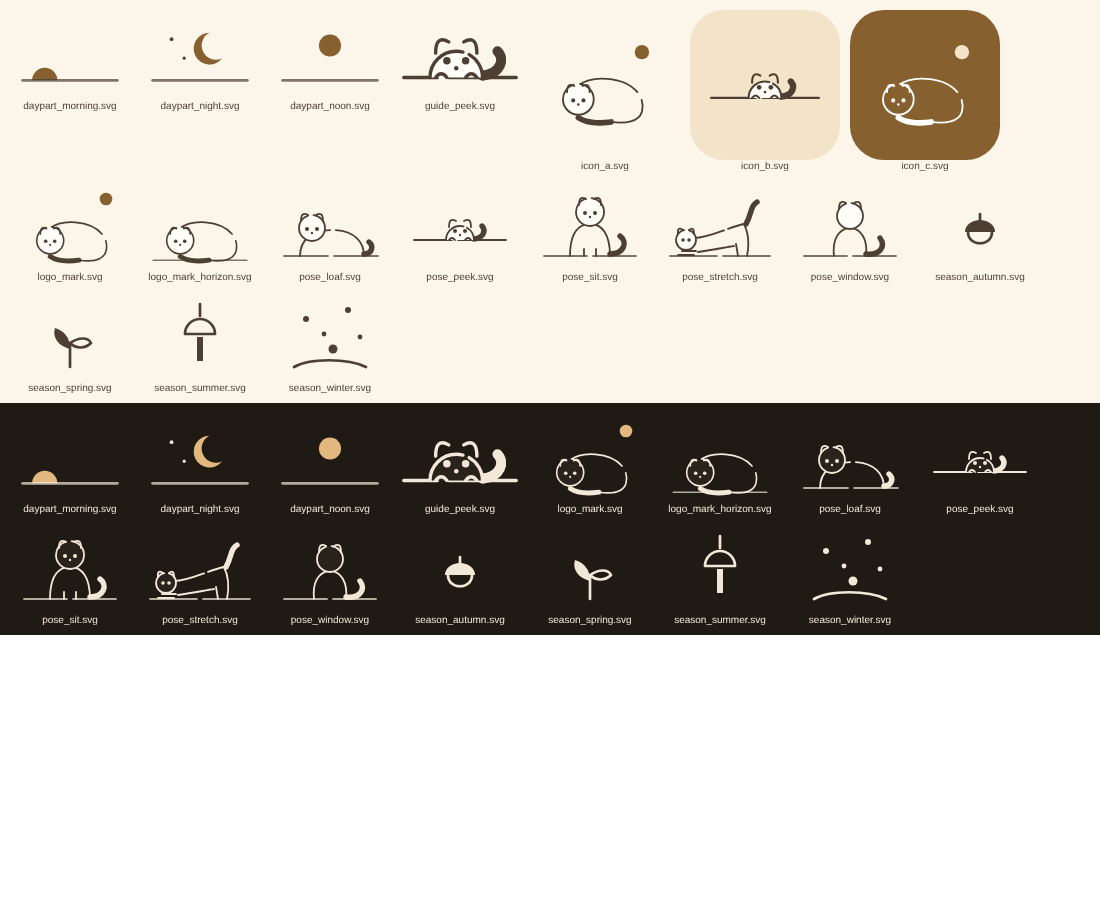 daypart_morning.svg
daypart_night.svg
daypart_noon.svg
guide_peek.svg
icon_a.svg
icon_b.svg
icon_c.svg
logo_mark.svg
logo_mark_horizon.svg
pose_loaf.svg
pose_peek.svg
pose_sit.svg
pose_stretch.svg
pose_window.svg
season_autumn.svg
season_spring.svg
season_summer.svg
season_winter.svg
daypart_morning.svg
daypart_night.svg
daypart_noon.svg
guide_peek.svg
logo_mark.svg
logo_mark_horizon.svg
pose_loaf.svg
pose_peek.svg
pose_sit.svg
pose_stretch.svg
pose_window.svg
season_autumn.svg
season_spring.svg
season_summer.svg
season_winter.svg